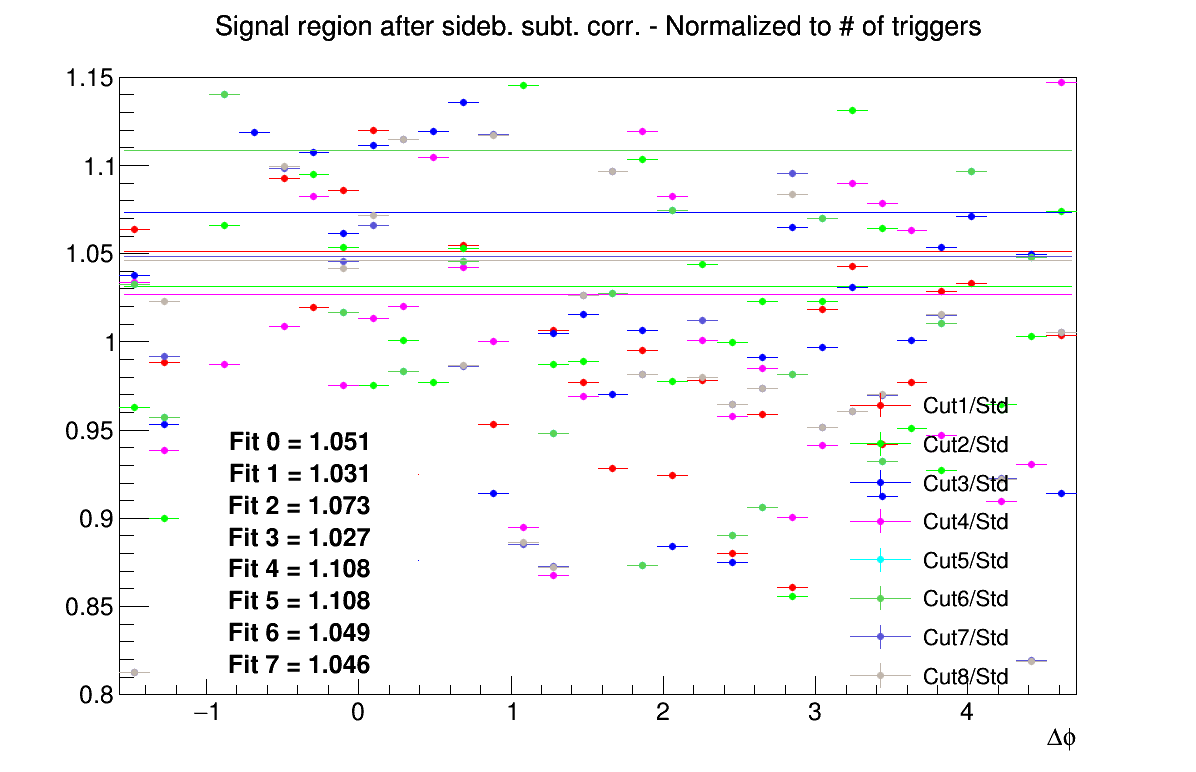 Signal region after sideb. subt. corr. - Normalized to # of triggers
1.15
1.1
1.05
1
0.95
0.9
0.85
0.8
Fit 0 = 1.051
Fit 1 = 1.031
Fit 2 = 1.073
Fit 3 = 1.027
Fit 4 = 1.108
Fit 5 = 1.108
Fit 6 = 1.049
Fit 7 = 1.046
Cut1/Std
Cut2/Std
Cut3/Std
Cut4/Std
Cut5/Std
Cut6/Std
Cut7/Std
Cut8/Std
−1 0 1 2 3 4
Δϕ